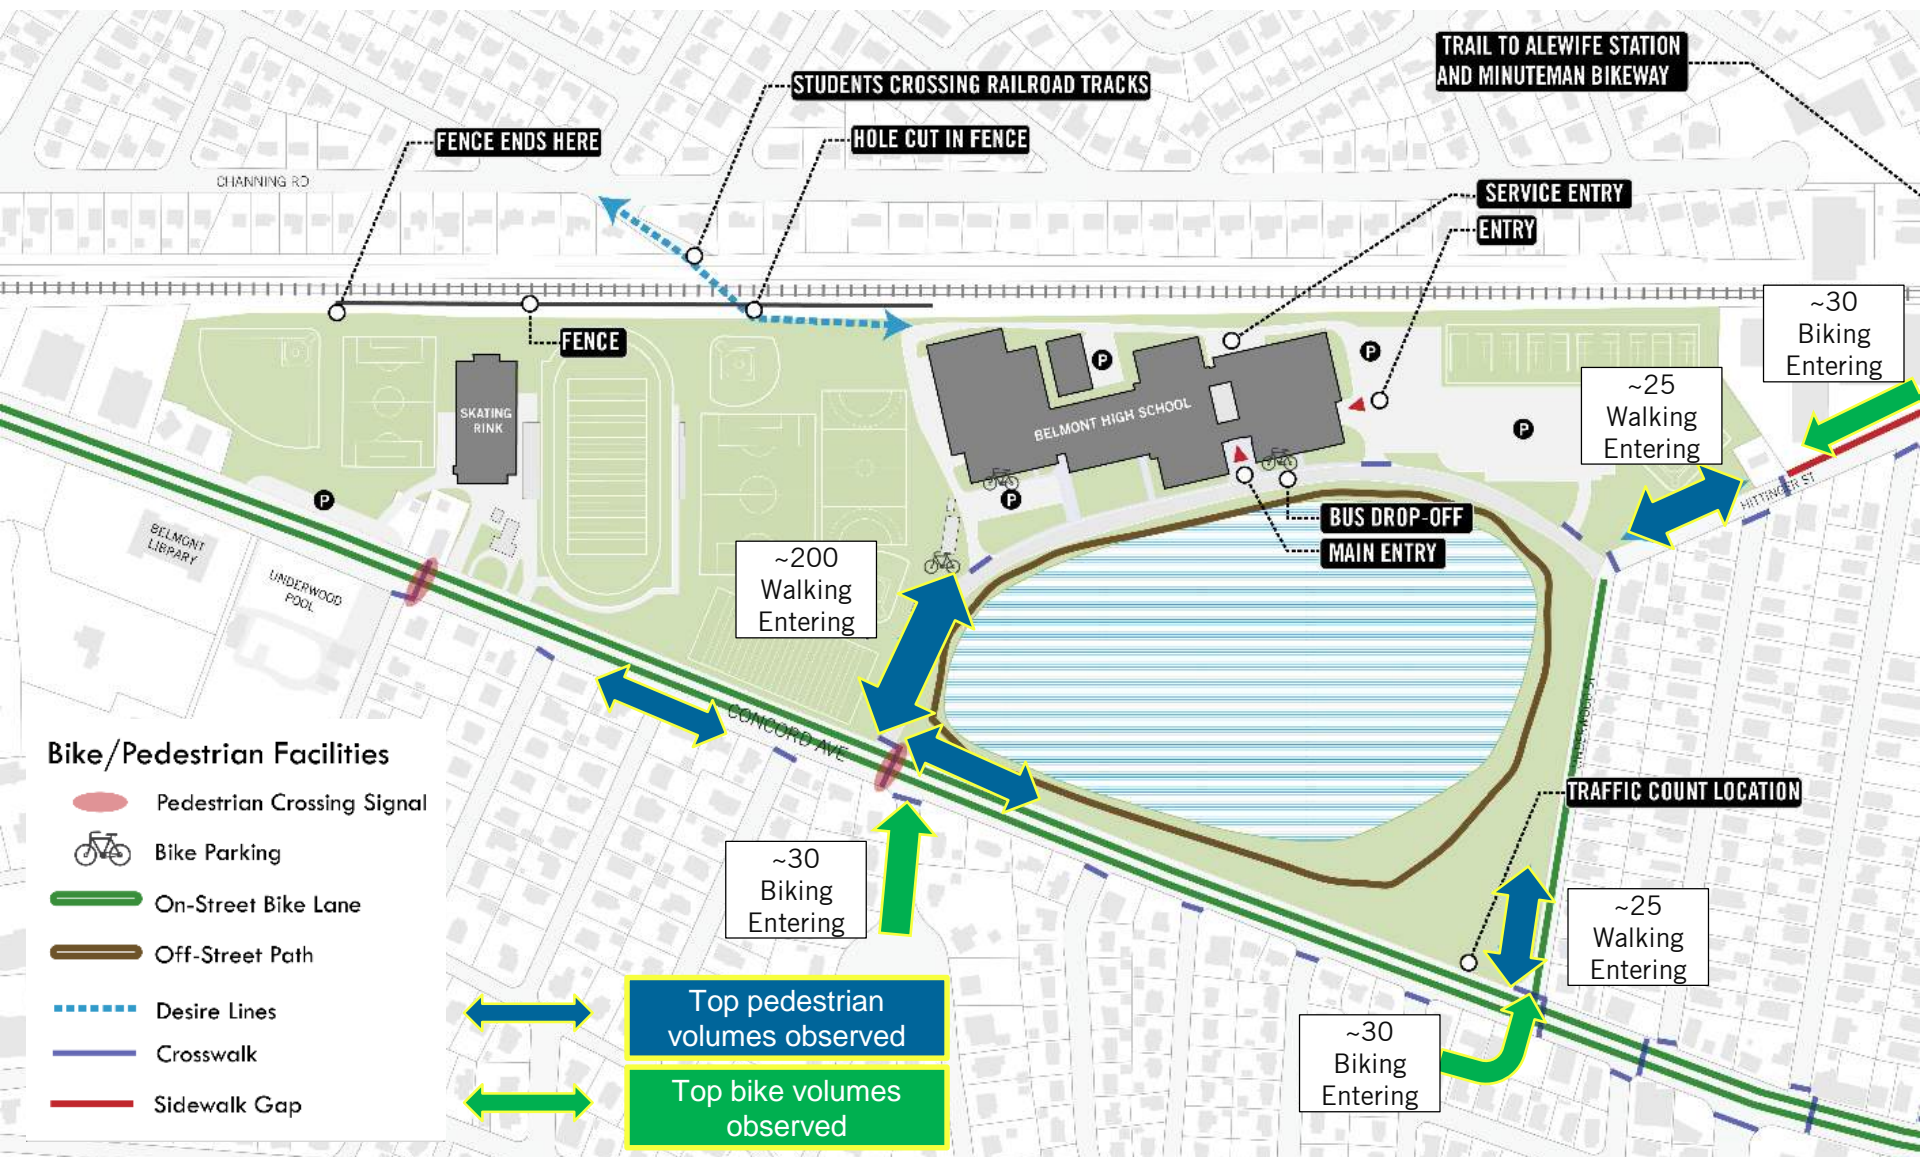 TRAIL TO ALEWIFE STATION
AND MINUTEMAN BIKEWAY
STUDENTS CROSSING RAILROAD TRACKS
FENCE ENDS HERE
HOLE CUT IN FENCE
CHANNING RD
SERVICE ENTRY
ENTRY
FENCE
~30
Biking
Entering
~25
Walking
Entering
SKATING
RINK
P
BELMONT HIGH SCHOOL
P
P
P
P
HITTINGER ST
BUS DROP-OFF
MAIN ENTRY
BELMONT
LIBRARY
UNDERWOOD
POOL
~200
Walking
Entering
CONCORD AVE
Bike/Pedestrian Facilities
Pedestrian Crossing Signal
Bike Parking
On-Street Bike Lane
Off-Street Path
Desire Lines
Crosswalk
Sidewalk Gap
TRAFFIC COUNT LOCATION
~30
Biking
Entering
~25
Walking
Entering
~30
Biking
Entering
Top pedestrian
volumes observed
Top bike volumes
observed